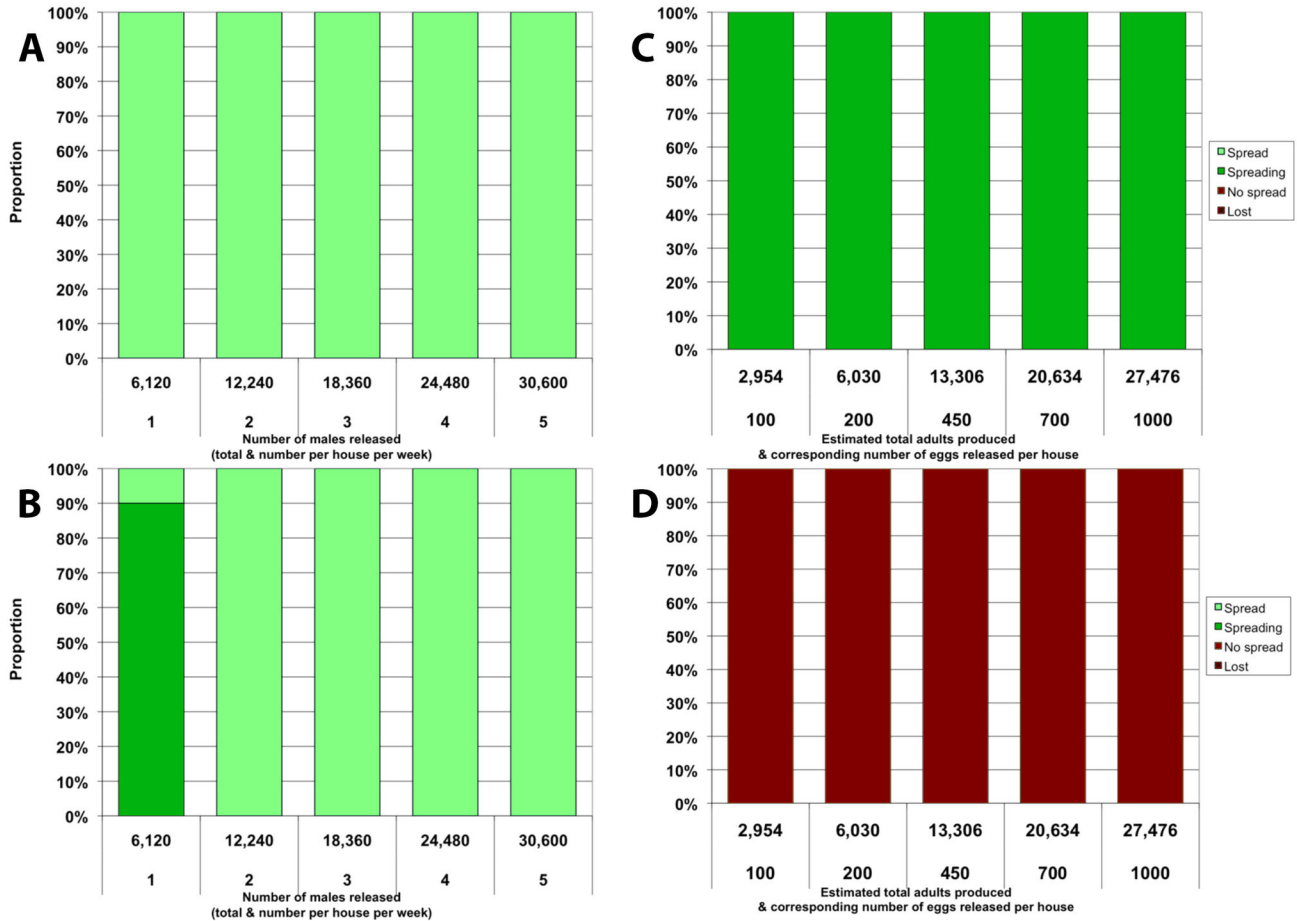 A
Proportion
100%
90%
80%
70%
60%
50%
40%
30%
20%
10%
0%
6,120 12,240 18,360 24,480 30,600
1 2 3 4 5
Number of males released
(total & number per house per week)
B
Proportion
100%
90%
80%
70%
60%
50%
40%
30%
20%
10%
0%
6,120 12,240 18,360 24,480 30,600
1 2 3 4 5
Number of males released
(total & number per house per week)
C
100%
90%
80%
70%
60%
50%
40%
30%
20%
10%
0%
2,954 6,030 13,306 20,634 27,476
100 200 450 700 1000
Estimated total adults produced
& corresponding number of eggs released per house
Spread
Spreading
No spread
Lost
D
100%
90%
80%
70%
60%
50%
40%
30%
20%
10%
0%
2,954 6,030 13,306 20,634 27,476
100 200 450 700 1000
Estimated total adults produced
& corresponding number of eggs released per house
Spread
Spreading
No spread
Lost